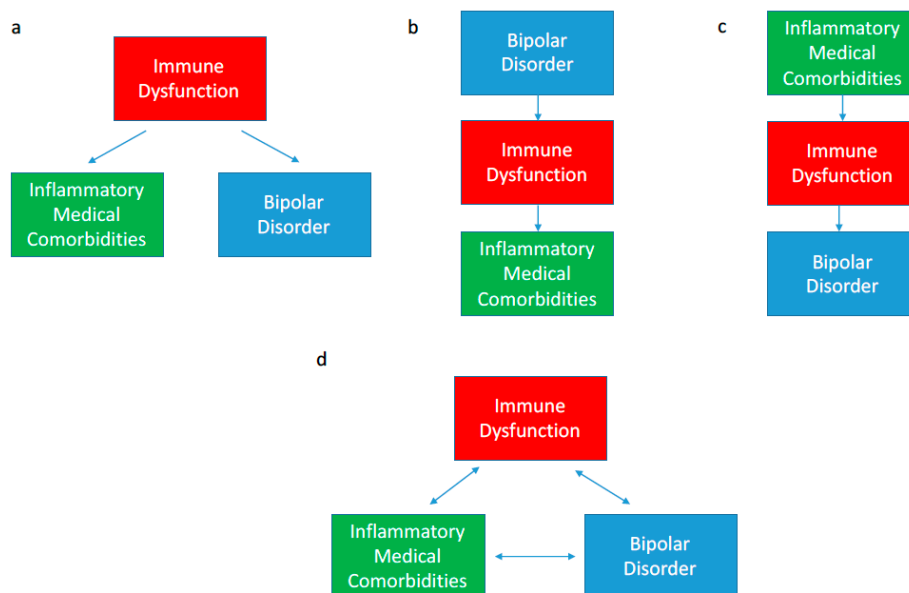 a
Immune
Dysfunction
Inflammatory
Medical
Comorbidities
Bipolar
Disorder
b
Bipolar
Disorder
Immune
Dysfunction
Inflammatory
Medical
Comorbidities
c
Inflammatory
Medical
Comorbidities
Immune
Dysfunction
Bipolar
Disorder
d
Immune
Dysfunction
Inflammatory
Medical
Comorbidities
Bipolar
Disorder